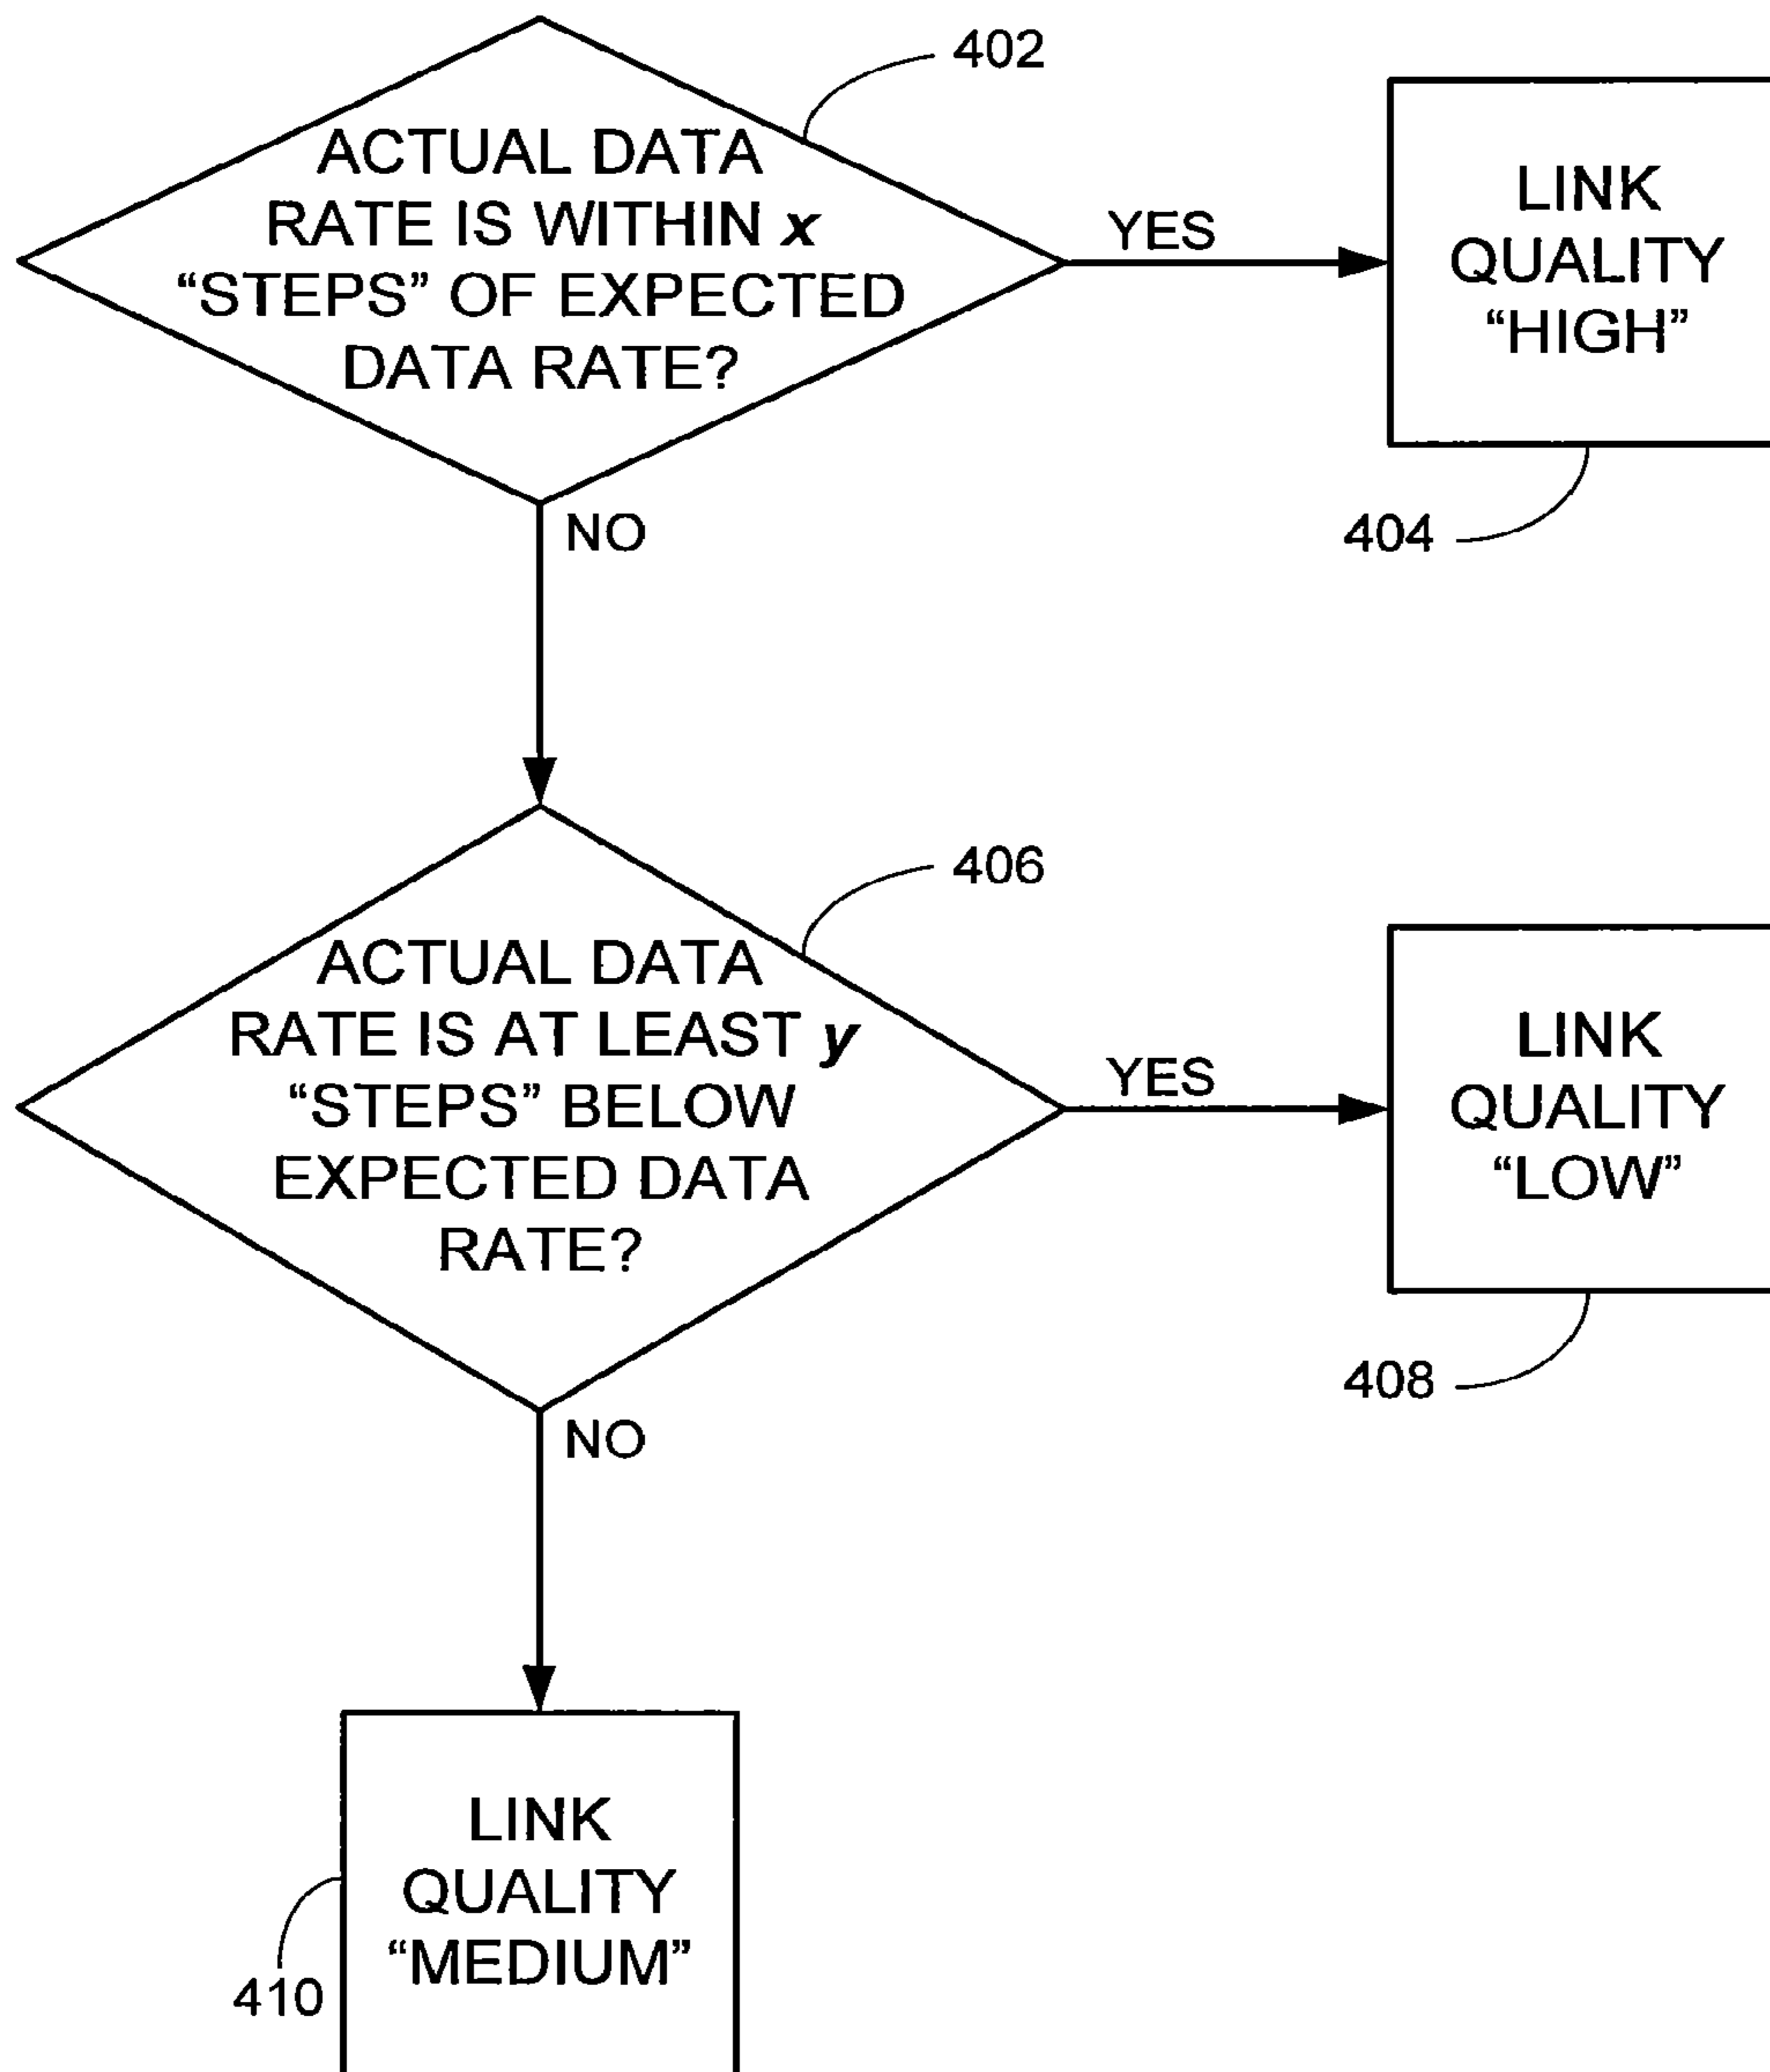 402
ACTUAL DATA
RATE IS WITHIN x
“STEPS” OF EXPECTED
DATA RATE?
YES
LINK
QUALITY
“HIGH”
404
NO
406
ACTUAL DATA
RATE IS AT LEAST y
“STEPS” BELOW
EXPECTED DATA
RATE?
YES
LINK
QUALITY
“LOW”
408
NO
LINK
QUALITY
“MEDIUM”
410